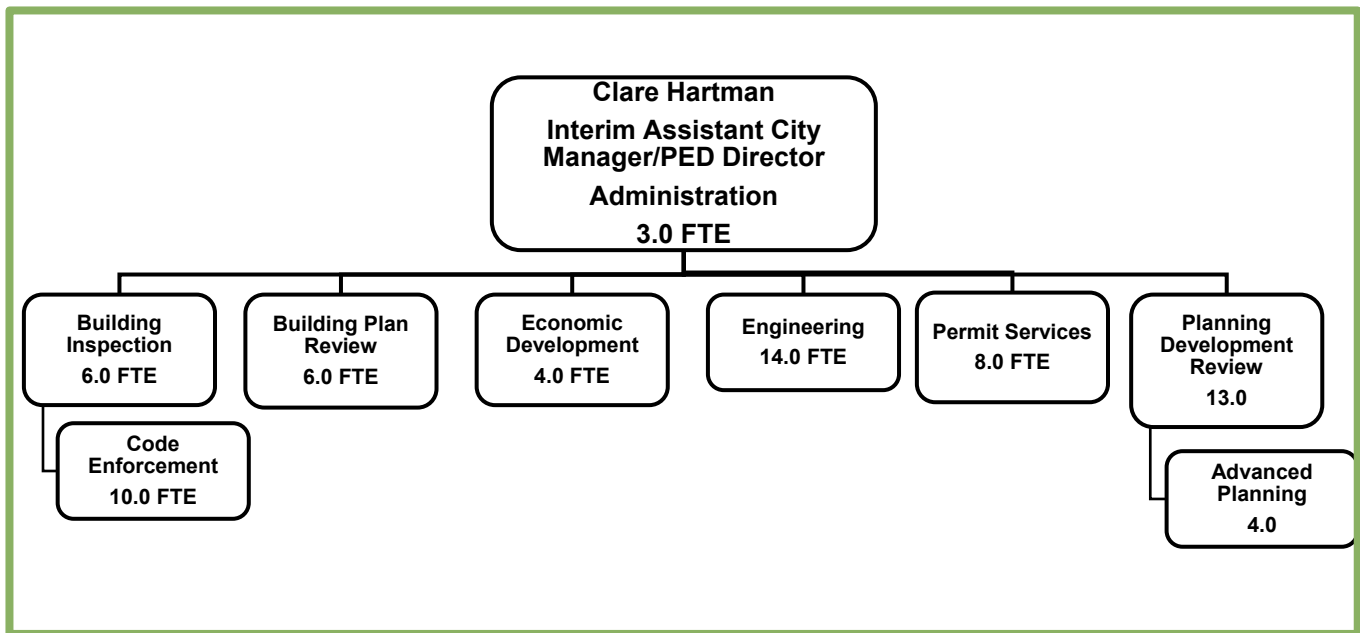 Clare Hartman
Interim Assistant City
Manager/PED Director
Administration
3.0 FTE
Building
Inspection
6.0 FTE
Building Plan
Review
6.0 FTE
Economic
Development
4.0 FTE
Engineering
14.0 FTE
Permit Services
8.0 FTE
Planning
Development
Review
13.0
Code
Enforcement
10.0 FTE
Advanced
Planning
4.0